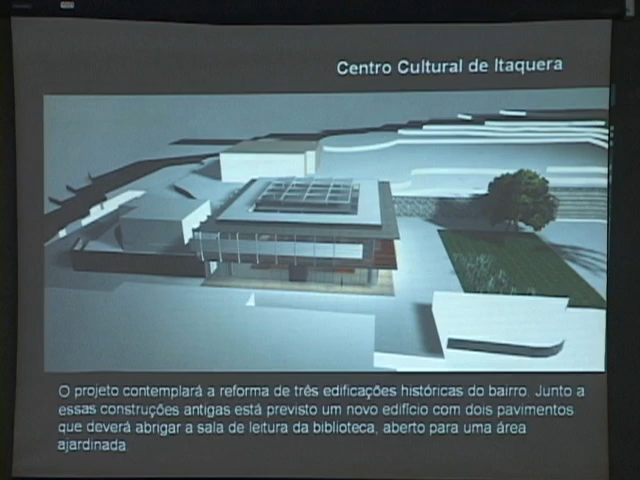 Centro Cultural de Itaquera
O projeto contemplará a reforma de três edificações históricas do bairro. Junto a
essas construções antigas está previsto um novo edifício com dois pavimentos
que deverá abrigar a sala de leitura da biblioteca, aberto para uma área
ajardinada.